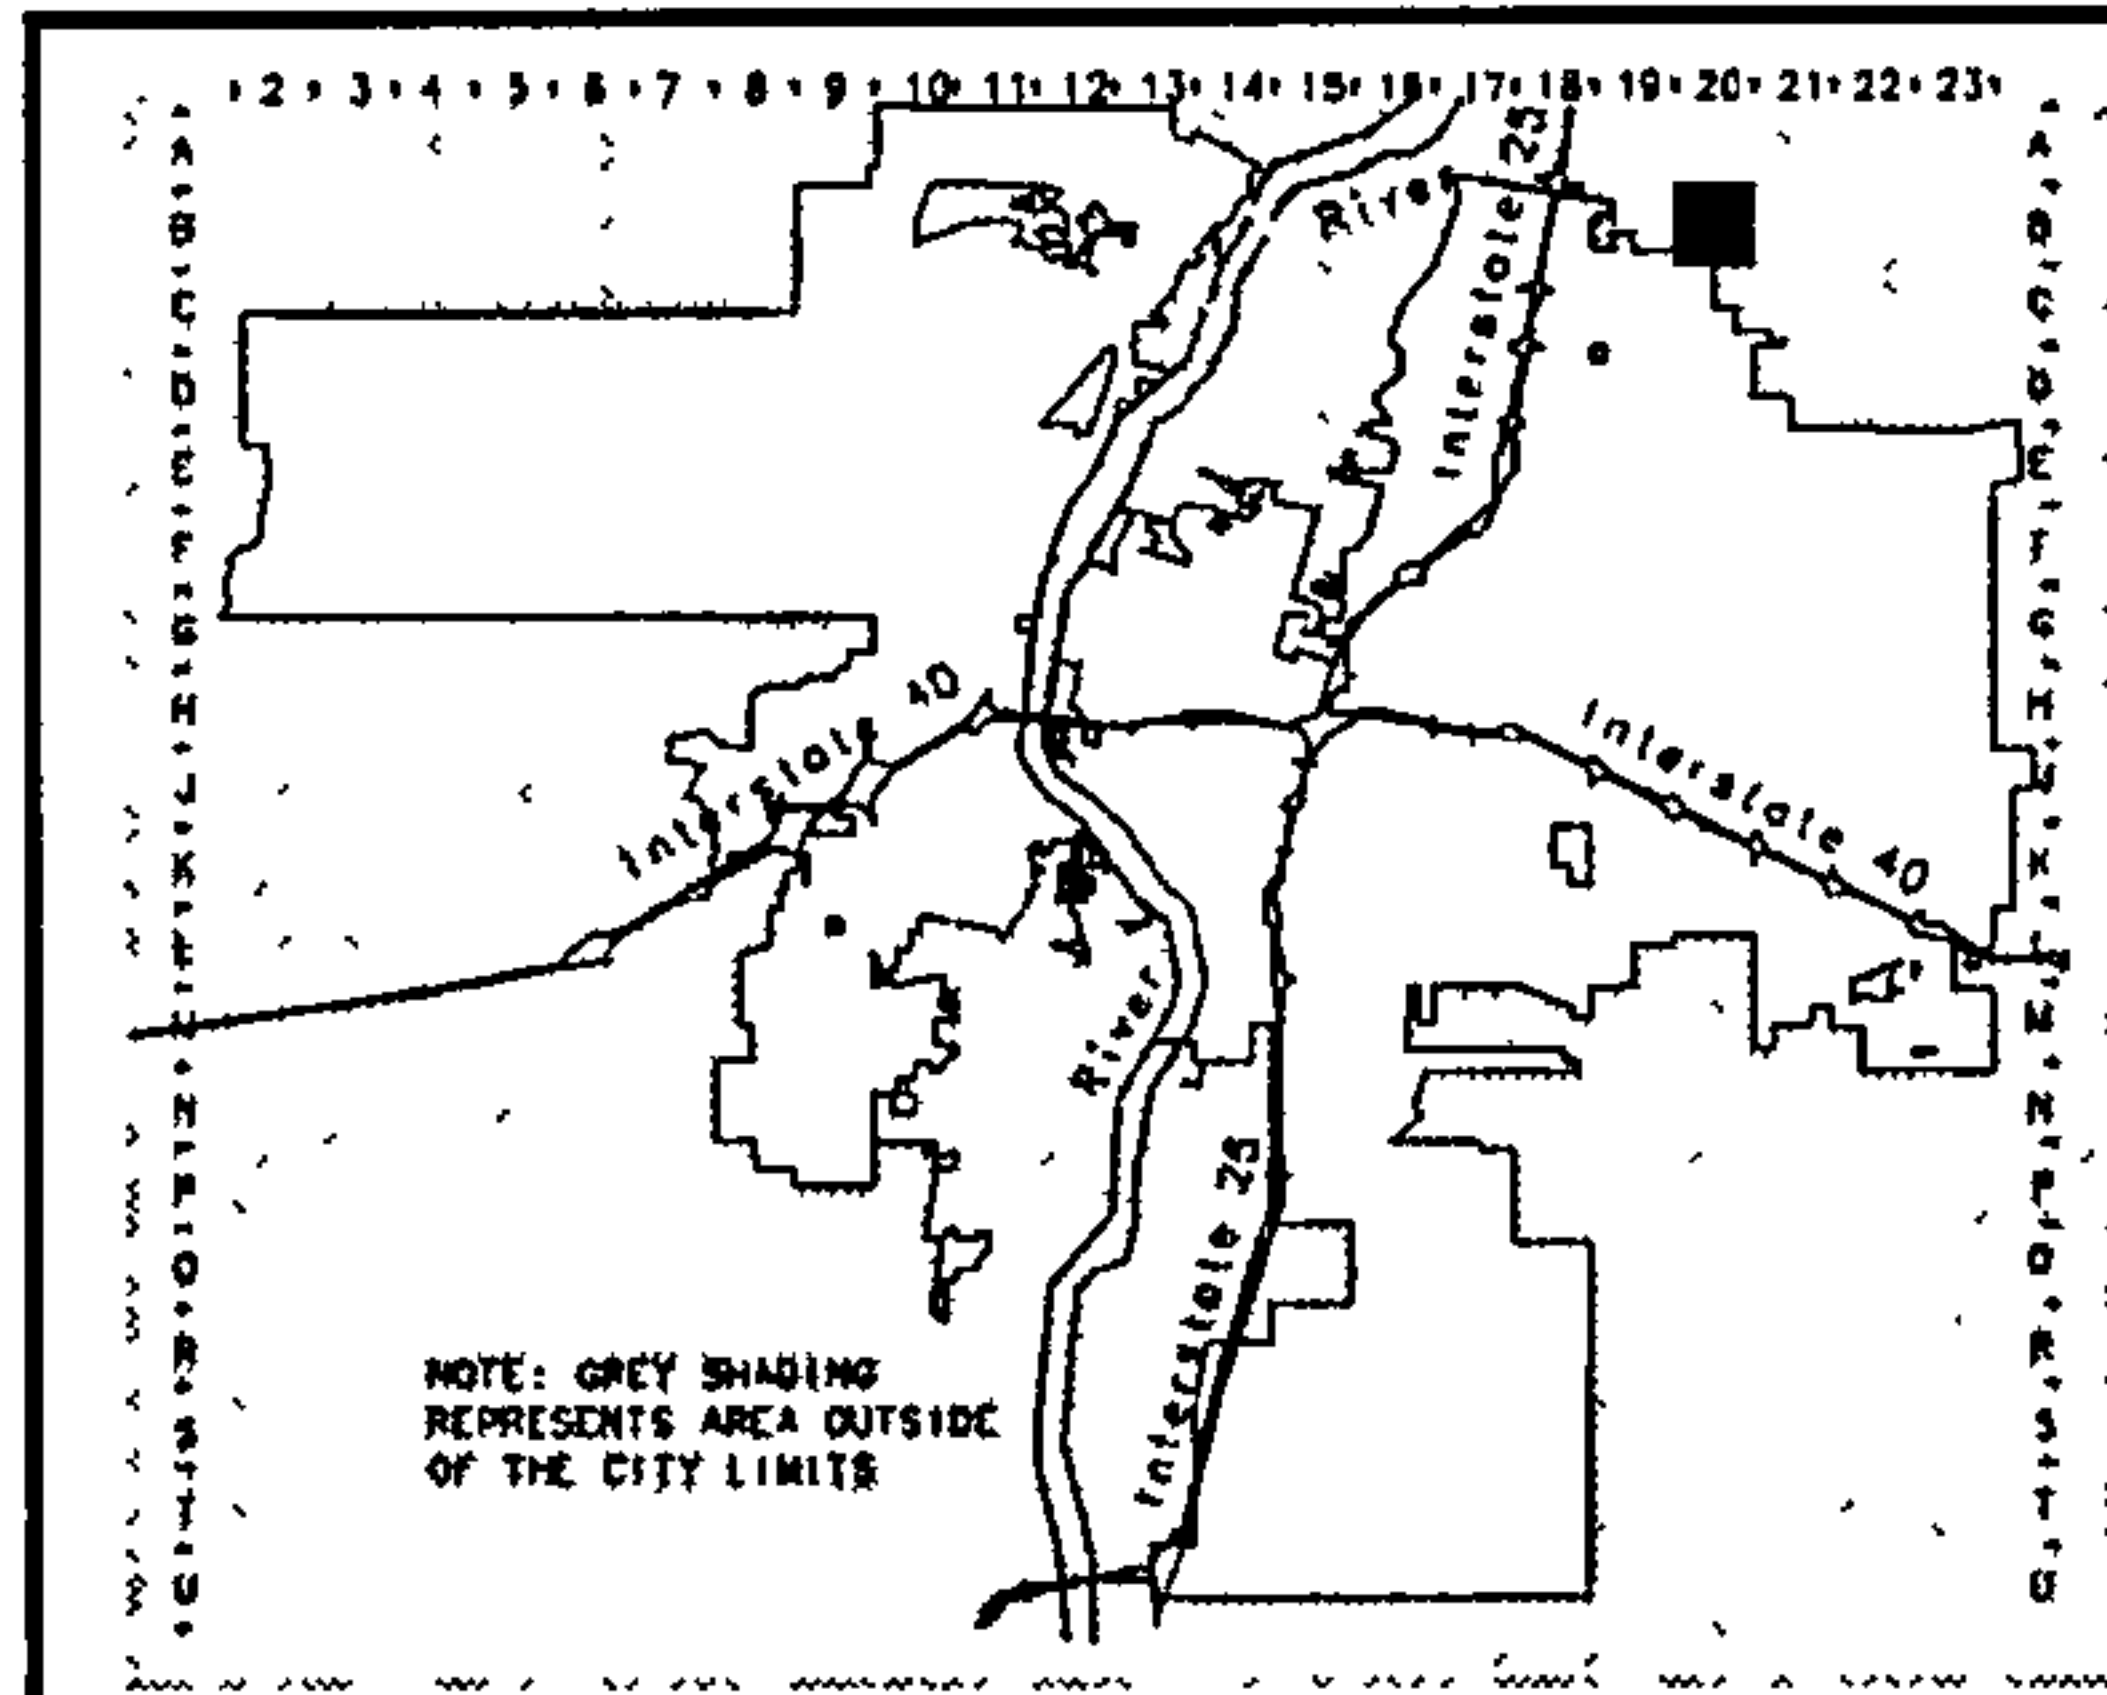 2 3 4 5 6 7 8 9 10 11 12 13 14 15 16 17 18 19 20 21 22 23
A A
B B
C C
D D
E E
F F
G G
H H
J J
K K
L L
M M
N N
P P
Q Q
R R
S S
T T
U U
River
Interstate 25
Interstate 40
Interstate 40
River
Interstate 25
NOTE: GREY SHADING
REPRESENTS AREA OUTSIDE
OF THE CITY LIMITS